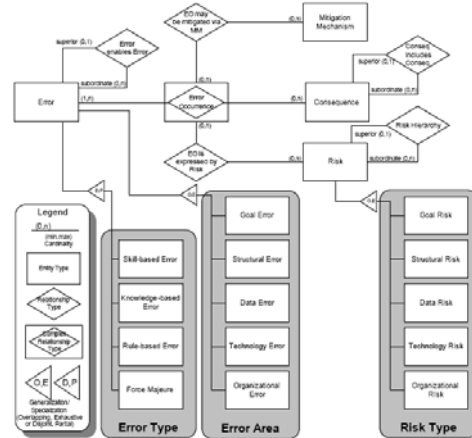 EO may
be mitigated via
MM
(0,n)
Mitigation
Mechanism
superior (0,1)
Error
enables Error
subordinate (0,n)
(0,n)
Conseq.
Includes
Conseq.
superior (0,1)
subordinate (0,n)
Error
(1,n)
Error
Occurrence
(0,n)
Consequence
(0,n)
Risk Hierarchy
superior (0,1)
EO is
expressed by
Risk
(0,n)
Risk
subordinate (0,n)
Legend
(0,n)
(min,max)
Cardinality
Entity Type
Relationship
Type
Complex
Relationship
Type
O,E
D,P
Generalization/
Specialization
(Overlapping, Exhaustive
or Disjoint, Partial)
Skill-based Error
Knowledge-based
Error
Rule-based Error
Force Majeure
Error Type
Goal Error
Structural Error
Data Error
Technology Error
Organizational
Error
Error Area
Goal Risk
Structural Risk
Data Risk
Technology Risk
Organizational
Risk
Risk Type